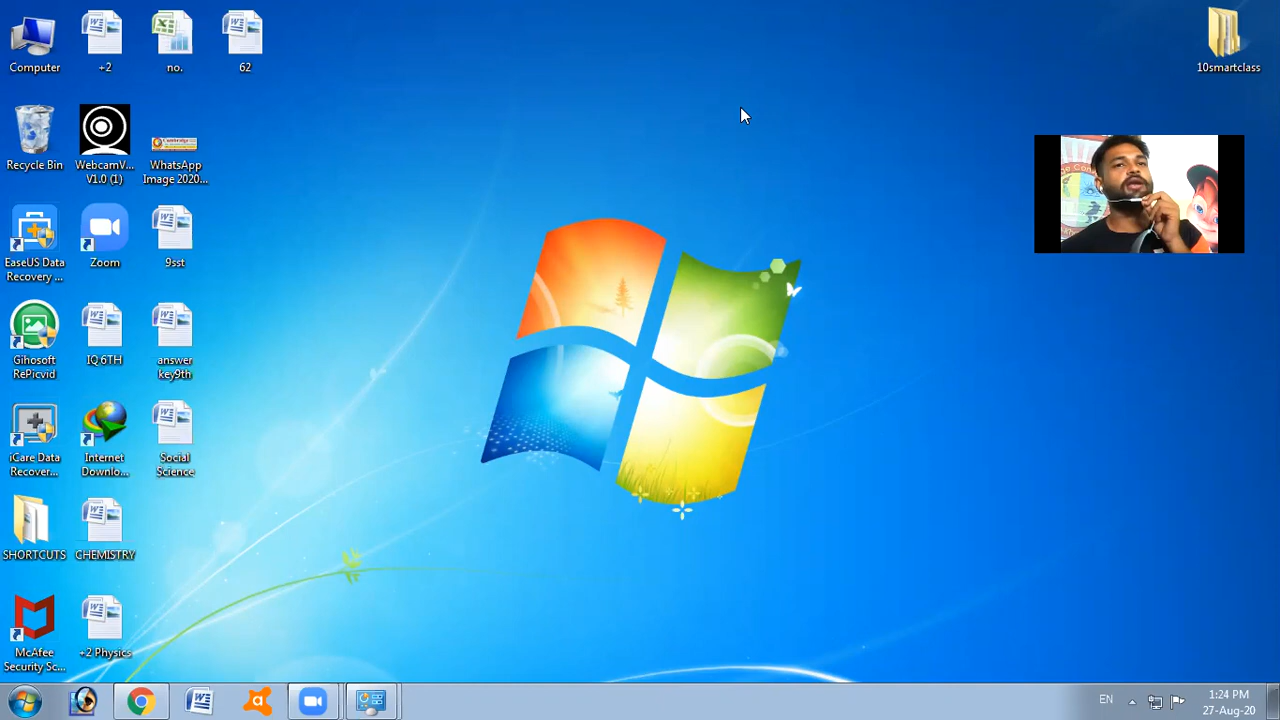 Computer
+2
no.
62
10smartclass
Recycle Bin
WebcamV...
V1.0 (1)
WhatsApp
Image 2020...
EaseUS Data
Recovery ...
Zoom
9sst
Gihosoft
RePicvid
IQ,6TH
answer
key9th
iCare Data
Recover...
Internet
Downlo...
Social
Science
SHORTCUTS
CHEMISTRY
McAfee
Security Sc...
+2 Physics
EN
1:24 PM
27-Aug-20